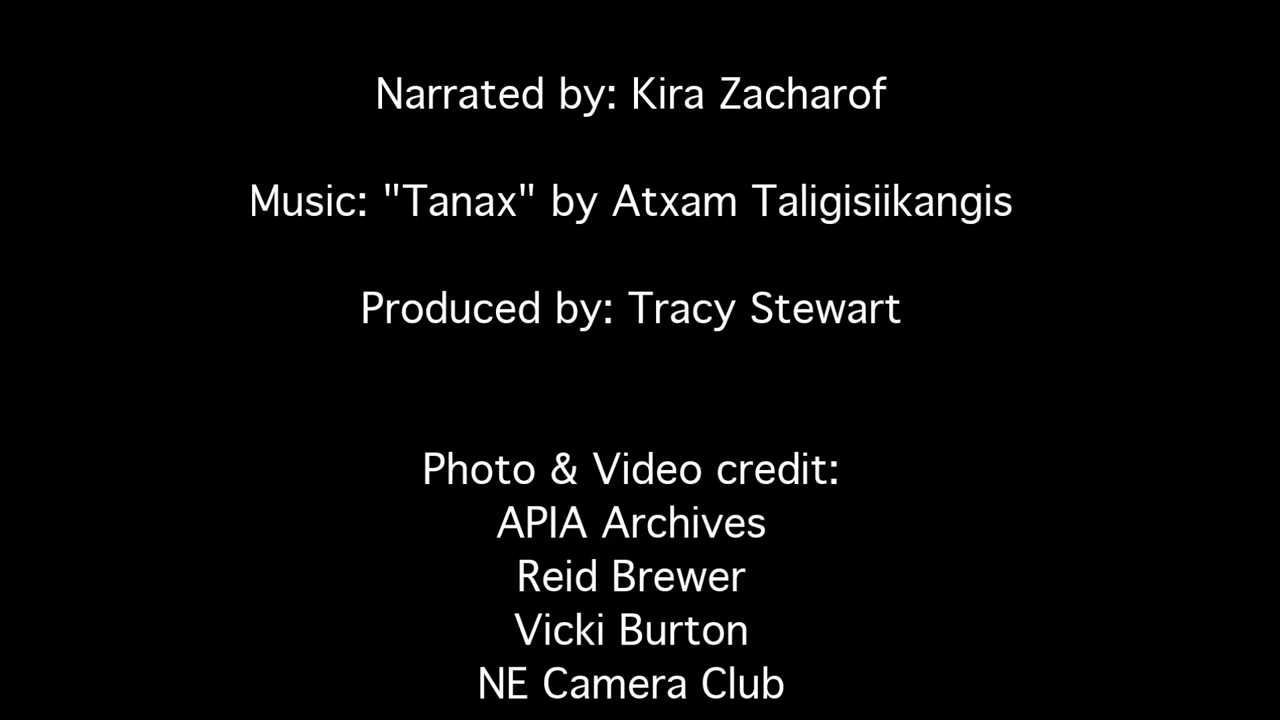 Narrated by: Kira Zacharof
Music: "Tanax" by Atxam Taligisiikangis
Produced by: Tracy Stewart
Photo & Video credit:
APIA Archives
Reid Brewer
Vicki Burton
NE Camera Club